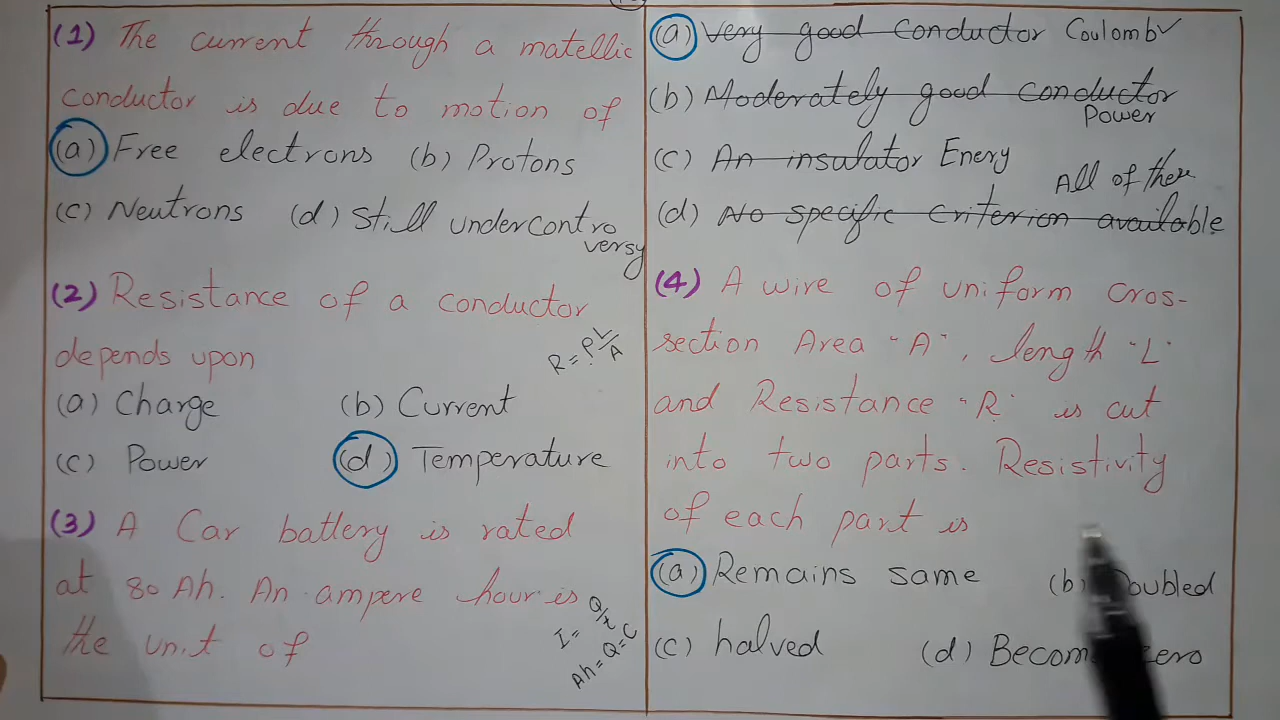 (1) The current through a matellic
conductor is due to motion of
(a) Free electrons (b) Protons
(c) Neutrons (d) Still undercontro
versy
(2) Resistance of a conductor
depends upon
R = ρL/A
(a) Charge (b) Current
(c) Power (d) Temperature
(3) A Car battery is rated
at 80 Ah. An ampere hour is
the unit of
I = Q/t
Ah = Q = C
(a) Very good conductor Coulomb
(b) Moderately good conductor
Power
(c) An insulator Enery
All of these
(d) No specific criterion available
(4) A wire of uniform cros-
section Area "A", length "L"
and Resistance "R" is cut
into two parts. Resistivity
of each part is
(a) Remains same (b) Doubled
(c) halved (d) Become zero